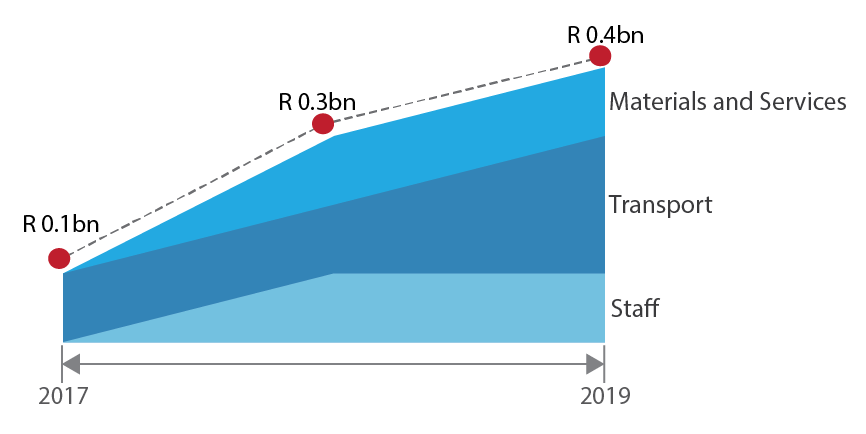 R 0.4bn
R 0.3bn
Materials and Services
Transport
R 0.1bn
Staff
2017
2019